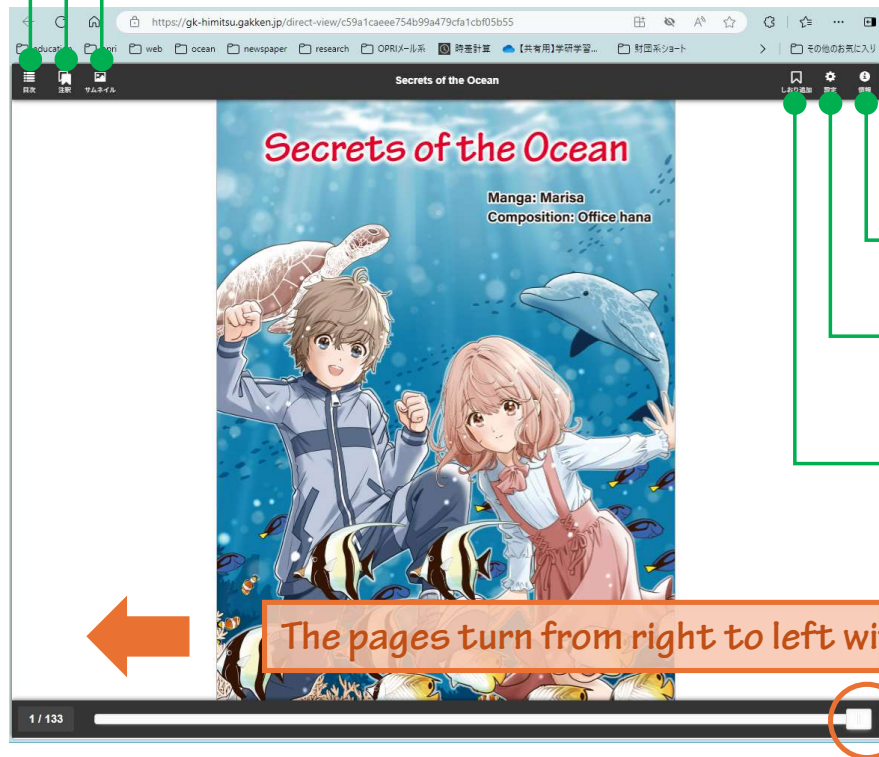 https://gk-himitsu.gakken.jp/direct-view/c59a1caeee754b99a479cfa1cbf05b55
education opri web ocean newspaper research OPRIメール系 時差計算 【共有用】学研学習... 財団系ショート その他のお気に入り
目次 注釈 サムネイル Secrets of the Ocean しおり追加 設定 情報
Secrets of the Ocean
Manga: Marisa
Composition: Office hana
The pages turn from right to left wi
1 / 133